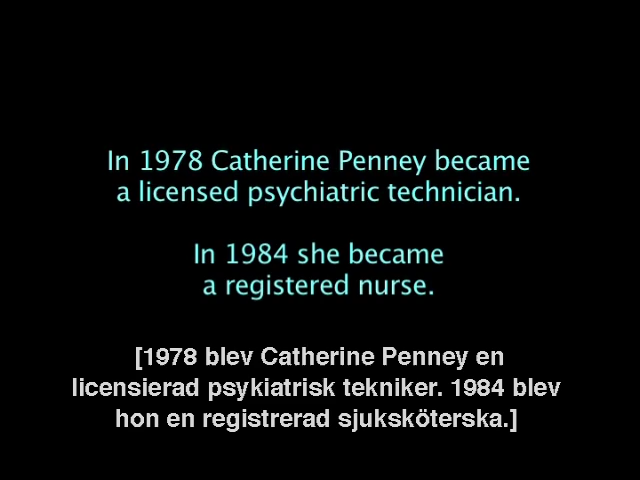 In 1978 Catherine Penney became
a licensed psychiatric technician.
In 1984 she became
a registered nurse.
[1978 blev Catherine Penney en
licensierad psykiatrisk tekniker. 1984 blev
hon en registrerad sjuksköterska.]